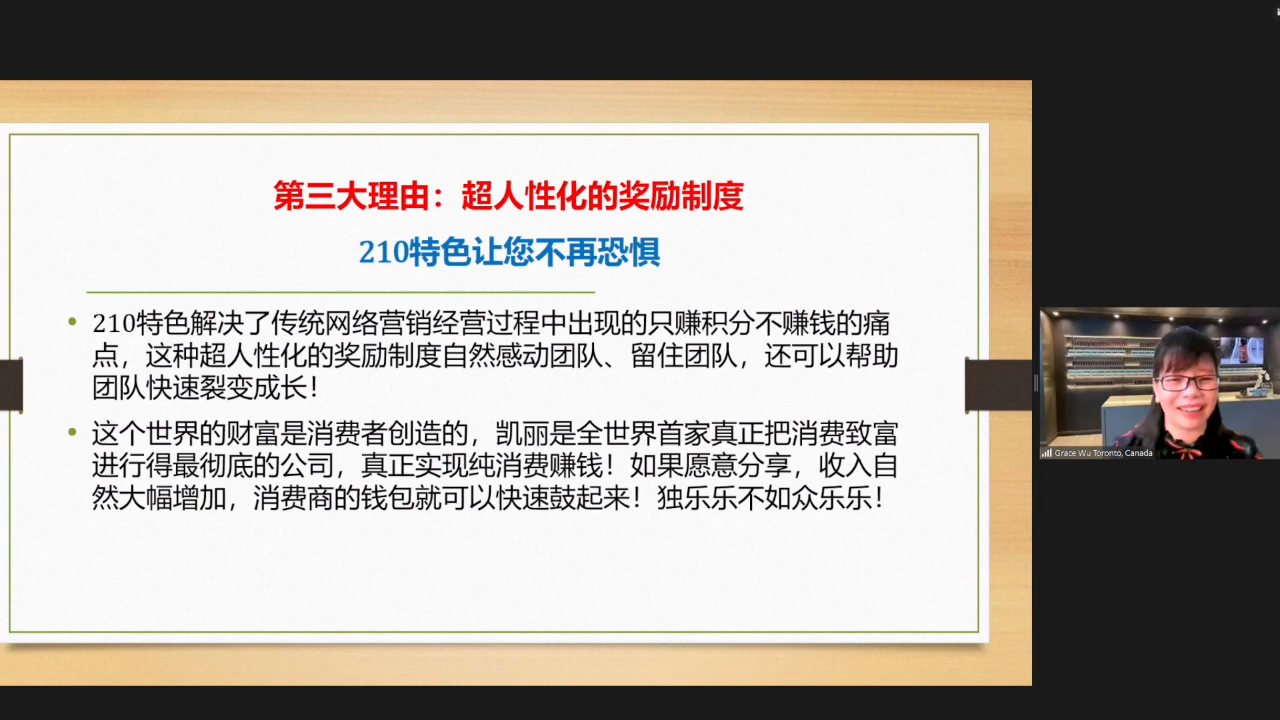 第三大理由：超人性化的奖励制度
210特色让您不再恐惧
• 210特色解决了传统网络营销经营过程中出现的只赚积分不赚钱的痛
点，这种超人性化的奖励制度自然感动团队、留住团队，还可以帮助
团队快速裂变成长！
• 这个世界的财富是消费者创造的，凯丽是全世界首家真正把消费致富
进行得最彻底的公司，真正实现纯消费赚钱！如果愿意分享，收入自
然大幅增加，消费商的钱包就可以快速鼓起来！独乐乐不如众乐乐！
Grace Wu Toronto, Canada